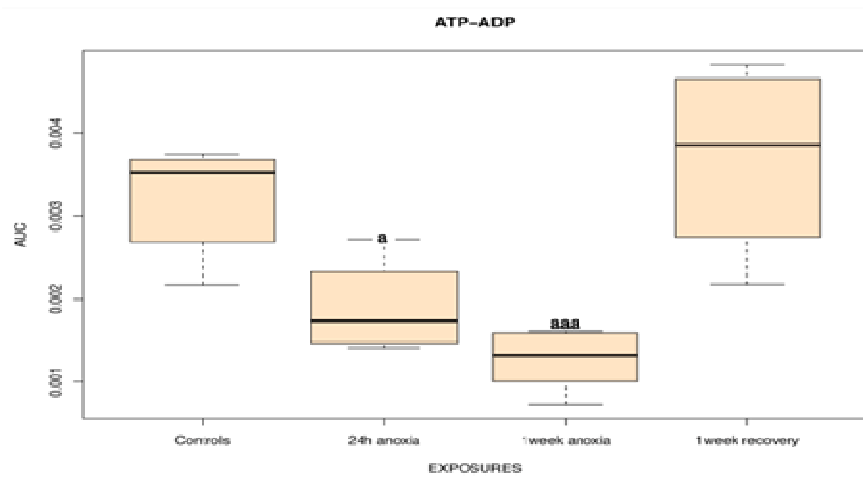 ATP-ADP
AUC
0.004
0.003
0.002
0.001
a
aaa
Controls
24h anoxia
1week anoxia
1week recovery
EXPOSURES